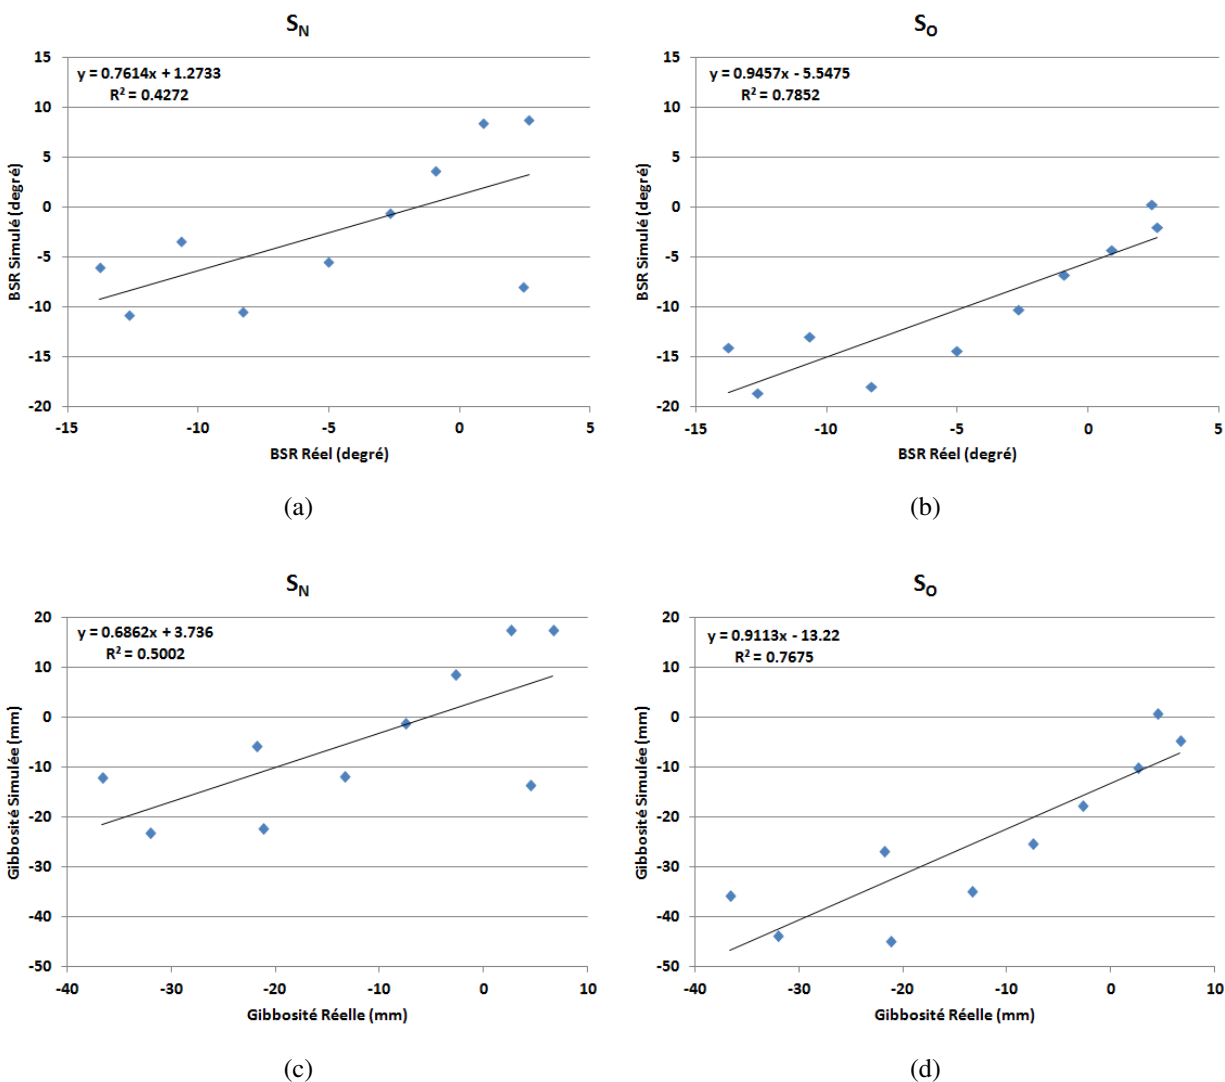 S_N
y = 0.7614x + 1.2733
R² = 0.4272
BSR Simulé (degré)
15
10
5
0
-5
-10
-15
-20
-15
-10
-5
0
5
BSR Réel (degré)
(a)
S_O
y = 0.9457x - 5.5475
R² = 0.7852
BSR Simulé (degré)
15
10
5
0
-5
-10
-15
-20
-15
-10
-5
0
5
BSR Réel (degré)
(b)
S_N
y = 0.6862x + 3.736
R² = 0.5002
Gibbosité Simulée (mm)
20
10
0
-10
-20
-30
-40
-50
-40
-30
-20
-10
0
10
Gibbosité Réelle (mm)
(c)
S_O
y = 0.9113x - 13.22
R² = 0.7675
Gibbosité Simulée (mm)
20
10
0
-10
-20
-30
-40
-50
-40
-30
-20
-10
0
10
Gibbosité Réelle (mm)
(d)